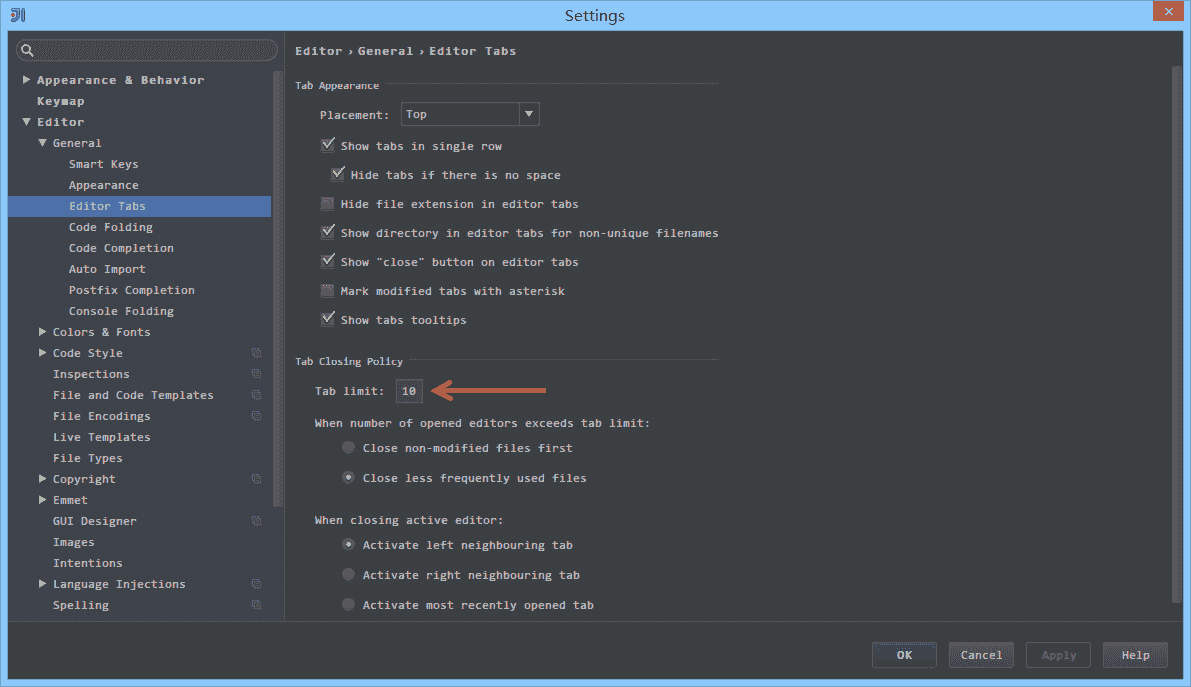 Settings
Editor › General › Editor Tabs
Appearance & Behavior
Keymap
Editor
General
Smart Keys
Appearance
Editor Tabs
Code Folding
Code Completion
Auto Import
Postfix Completion
Console Folding
Colors & Fonts
Code Style
Inspections
File and Code Templates
File Encodings
Live Templates
File Types
Copyright
Emmet
GUI Designer
Images
Intentions
Language Injections
Spelling
Tab Appearance
Placement: Top
Show tabs in single row
Hide tabs if there is no space
Hide file extension in editor tabs
Show directory in editor tabs for non-unique filenames
Show "close" button on editor tabs
Mark modified tabs with asterisk
Show tabs tooltips
Tab Closing Policy
Tab limit: 10
When number of opened editors exceeds tab limit:
Close non-modified files first
Close less frequently used files
When closing active editor:
Activate left neighbouring tab
Activate right neighbouring tab
Activate most recently opened tab
OK Cancel Apply Help